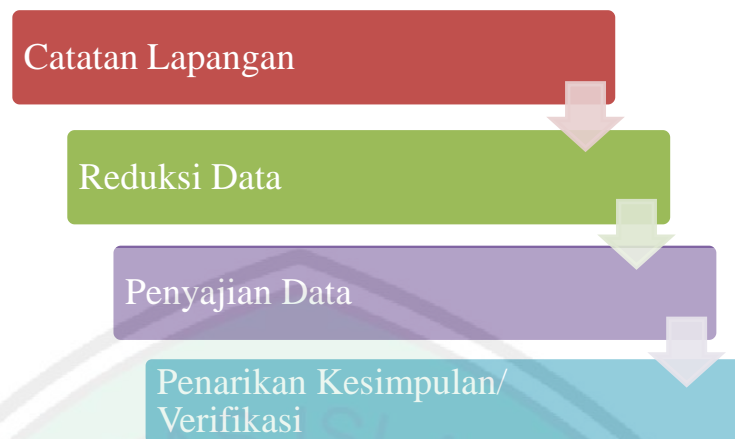 Catatan Lapangan
Reduksi Data
Penyajian Data
Penarikan Kesimpulan/
Verifikasi